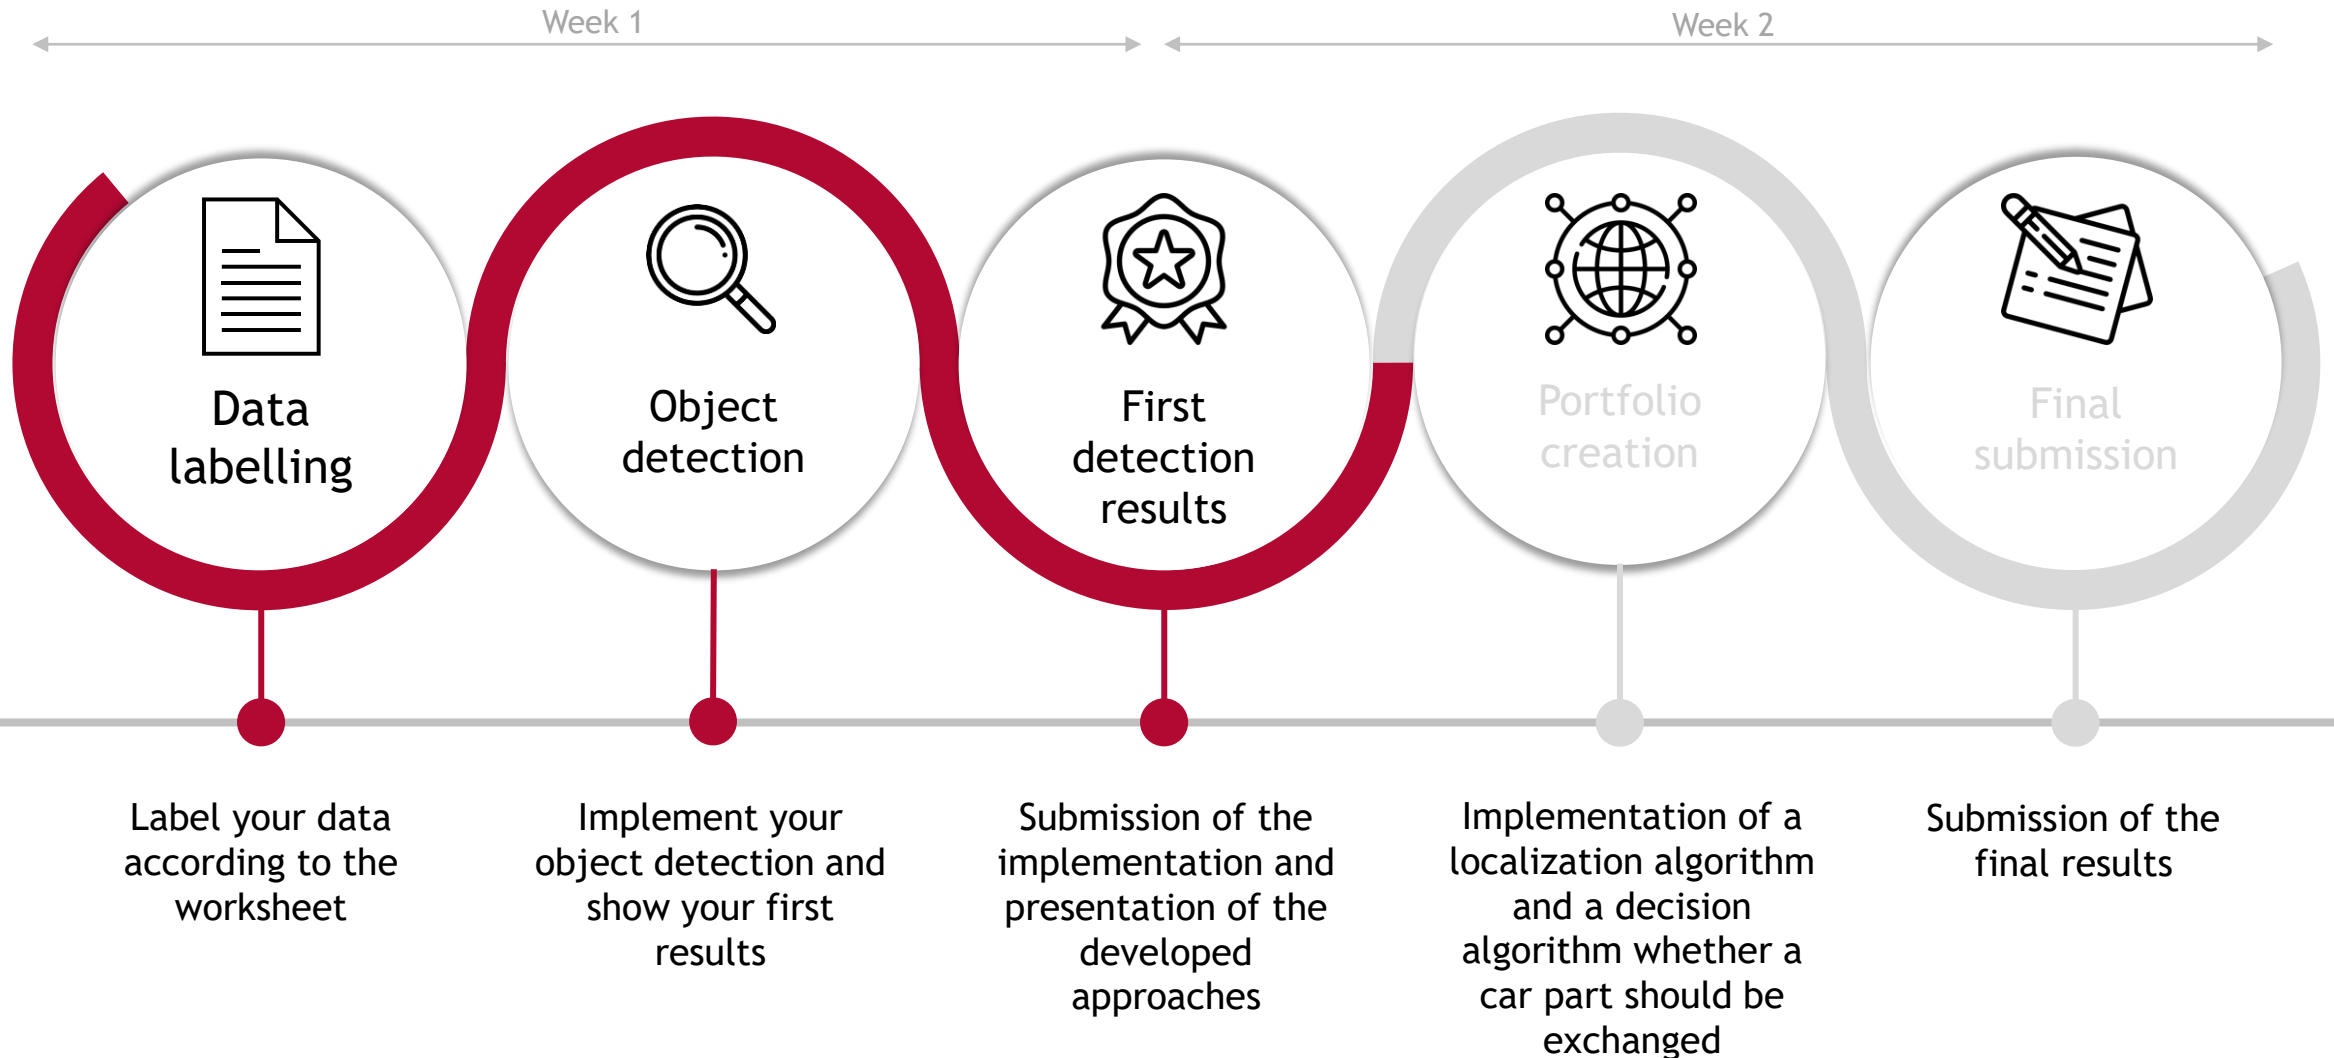 Week 1
Week 2
Data
labelling
Object
detection
First
detection
results
Portfolio
creation
Final
submission
Label your data
according to the
worksheet
Implement your
object detection and
show your first
results
Submission of the
implementation and
presentation of the
developed
approaches
Implementation of a
localization algorithm
and a decision
algorithm whether a
car part should be
exchanged
Submission of the
final results